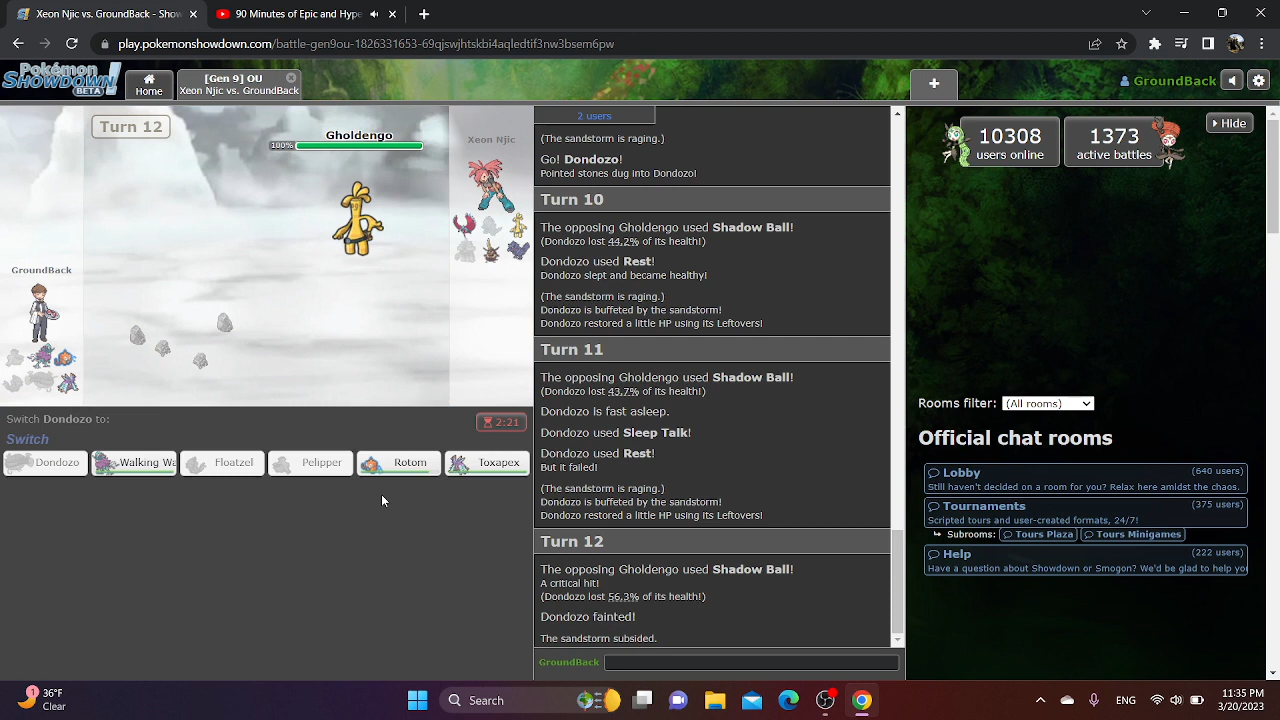 Xeon Njic vs. GroundBack - Show
90 Minutes of Epic and Hype
play.pokemonshowdown.com/battle-gen9ou-1826331653-69qjswjhtskbi4aqledtif3nw3bsem6pw
Pokémon
Showdown!
BETA
Home
[Gen 9] OU
Xeon Njic vs. GroundBack
GroundBack
Turn 12
Gholdengo
100%
Xeon Njic
GroundBack
Switch Dondozo to:
2:21
Switch
Dondozo
Walking Wa
Floatzel
Pelipper
Rotom
Toxapex
2 users
(The sandstorm is raging.)
Go! Dondozo!
Pointed stones dug into Dondozo!
Turn 10
The opposing Gholdengo used Shadow Ball!
(Dondozo lost 44.2% of its health!)
Dondozo used Rest!
Dondozo slept and became healthy!
(The sandstorm is raging.)
Dondozo is buffeted by the sandstorm!
Dondozo restored a little HP using its Leftovers!
Turn 11
The opposing Gholdengo used Shadow Ball!
(Dondozo lost 43.7% of its health!)
Dondozo is fast asleep.
Dondozo used Sleep Talk!
Dondozo used Rest!
But it failed!
(The sandstorm is raging.)
Dondozo is buffeted by the sandstorm!
Dondozo restored a little HP using its Leftovers!
Turn 12
The opposing Gholdengo used Shadow Ball!
A critical hit!
(Dondozo lost 56.3% of its health!)
Dondozo fainted!
The sandstorm subsided.
GroundBack
10308
users online
1373
active battles
Hide
Rooms filter: (All rooms)
Official chat rooms
Lobby (640 users)
Still haven't decided on a room for you? Relax here amidst the chaos.
Tournaments (375 users)
Scripted tours and user-created formats, 24/7!
Subrooms: Tours Plaza Tours Minigames
Help (222 users)
Have a question about Showdown or Smogon? We'd be glad to help you
1
36°F
Clear
Search
ENG
11:35 PM
3/20/2023